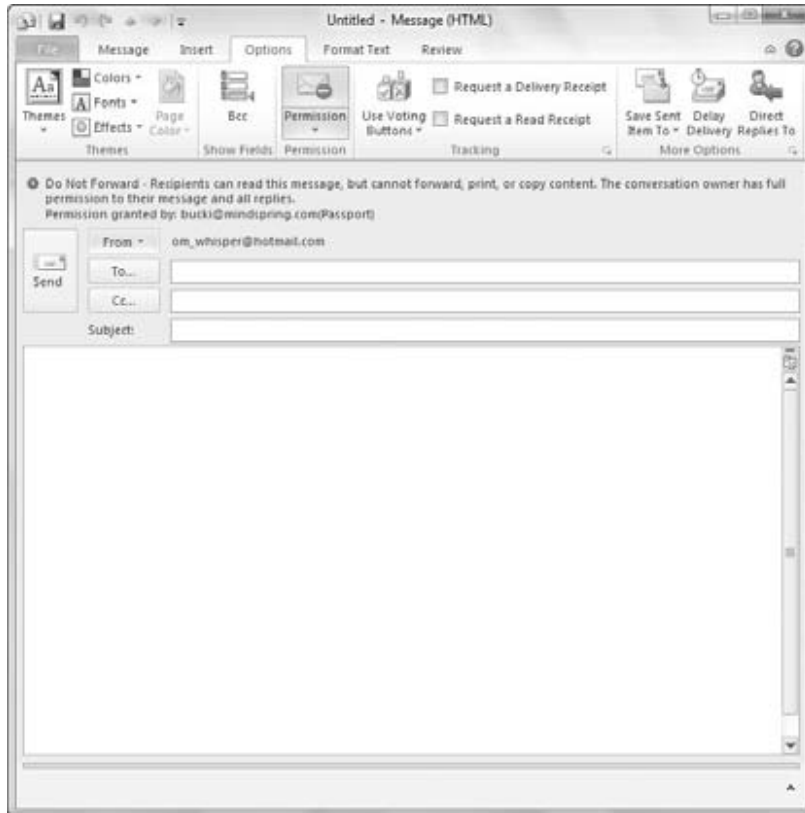 Untitled - Message (HTML)
File Message Insert Options Format Text Review
Aa Colors
A Fonts
Effects
Themes
Page Color
Bcc
Permission
Use Voting Buttons
Request a Delivery Receipt
Request a Read Receipt
Save Sent Item To
Delay Delivery
Direct Replies To
Themes Show Fields Permission Tracking More Options
Do Not Forward - Recipients can read this message, but cannot forward, print, or copy content. The conversation owner has full
permission to their message and all replies.
Permission granted by: bucki@mindspring.com(Passport)
From om_whisper@hotmail.com
Send
To...
Cc...
Subject: